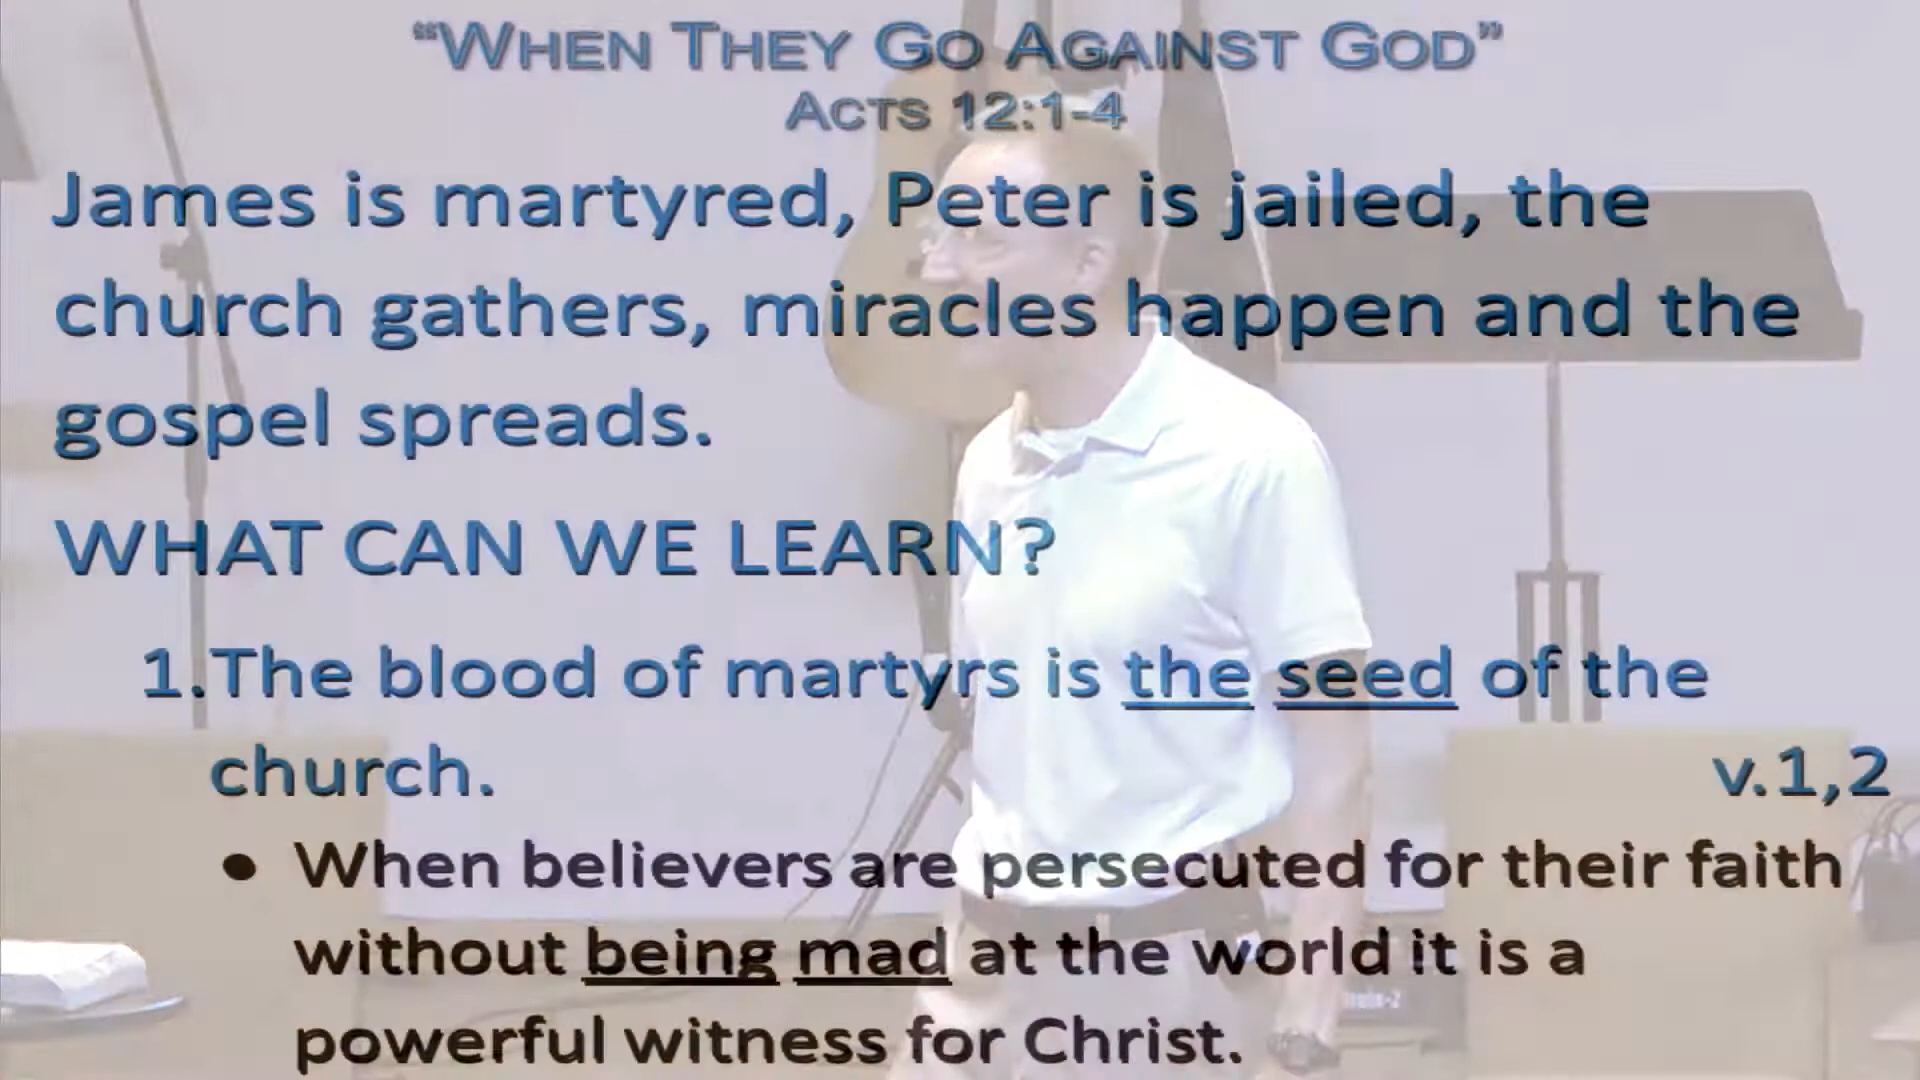 “WHEN THEY GO AGAINST GOD”
ACTS 12:1-4
James is martyred, Peter is jailed, the
church gathers, miracles happen and the
gospel spreads.
WHAT CAN WE LEARN?
1.The blood of martyrs is the seed of the
church. v.1,2
• When believers are persecuted for their faith
without being mad at the world it is a
powerful witness for Christ.